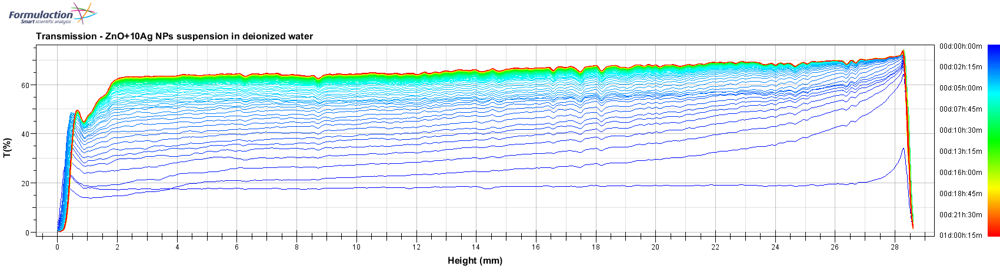 Formulaction
Smart scientific analysis
Transmission - ZnO+10Ag NPs suspension in deionized water
T(%)
60
40
20
0
0 2 4 6 8 10 12 14 16 18 20 22 24 26 28
Height (mm)
00d:00h:00m
00d:02h:15m
00d:05h:00m
00d:07h:45m
00d:10h:30m
00d:13h:15m
00d:16h:00m
00d:18h:45m
00d:21h:30m
01d:00h:15m